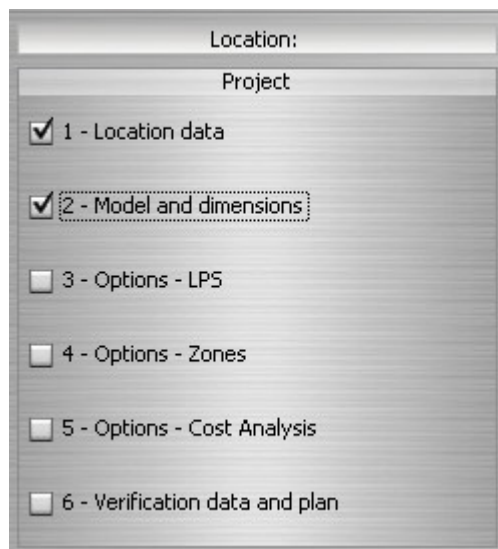 Location:
Project
1 - Location data
2 - Model and dimensions
3 - Options - LPS
4 - Options - Zones
5 - Options - Cost Analysis
6 - Verification data and plan